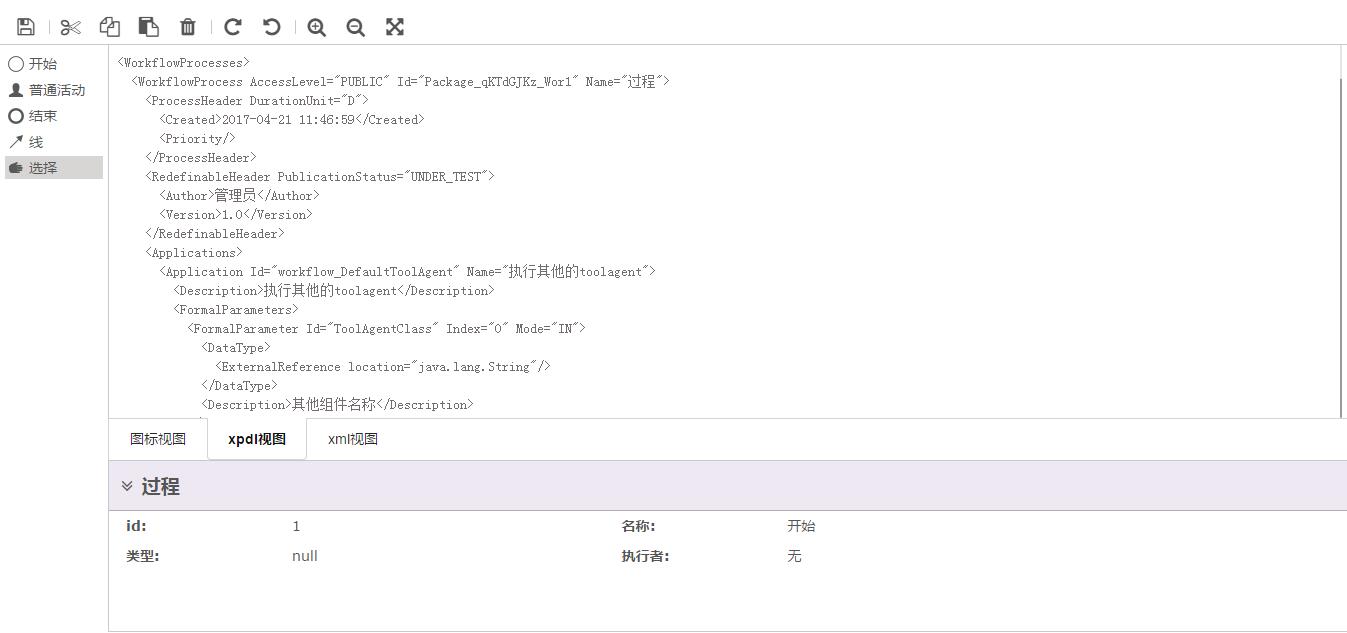 开始
普通活动
结束
线
选择
<WorkflowProcesses>
<WorkflowProcess AccessLevel="PUBLIC" Id="Package_qKTdGJKz_Wor1" Name="过程">
<ProcessHeader DurationUnit="D">
<Created>2017-04-21 11:46:59</Created>
<Priority/>
</ProcessHeader>
<RedefinableHeader PublicationStatus="UNDER_TEST">
<Author>管理员</Author>
<Version>1.0</Version>
</RedefinableHeader>
<Applications>
<Application Id="workflow_DefaultToolAgent" Name="执行其他的toolagent">
<Description>执行其他的toolagent</Description>
<FormalParameters>
<FormalParameter Id="ToolAgentClass" Index="0" Mode="IN">
<DataType>
<ExternalReference location="java.lang.String"/>
</DataType>
<Description>其他组件名称</Description>
图标视图 xpdl视图 xml视图
过程
id: 1 名称: 开始
类型: null 执行者: 无